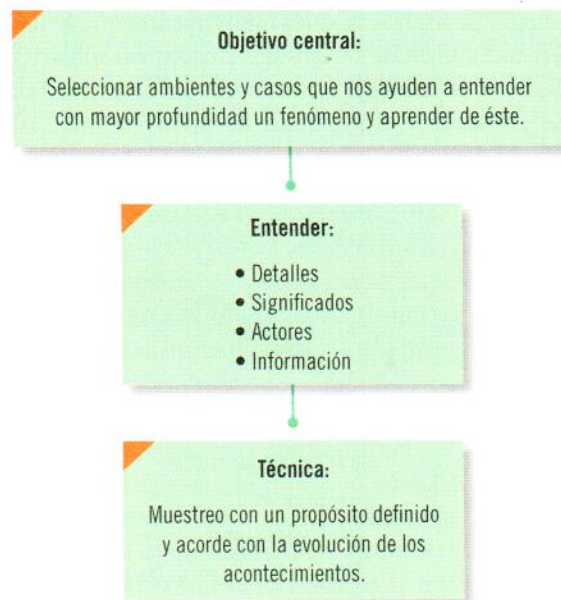 Objetivo central:
Seleccionar ambientes y casos que nos ayuden a entender
con mayor profundidad un fenómeno y aprender de éste.
Entender:
• Detalles
• Significados
• Actores
• Información
Técnica:
Muestreo con un propósito definido
y acorde con la evolución de los
acontecimientos.